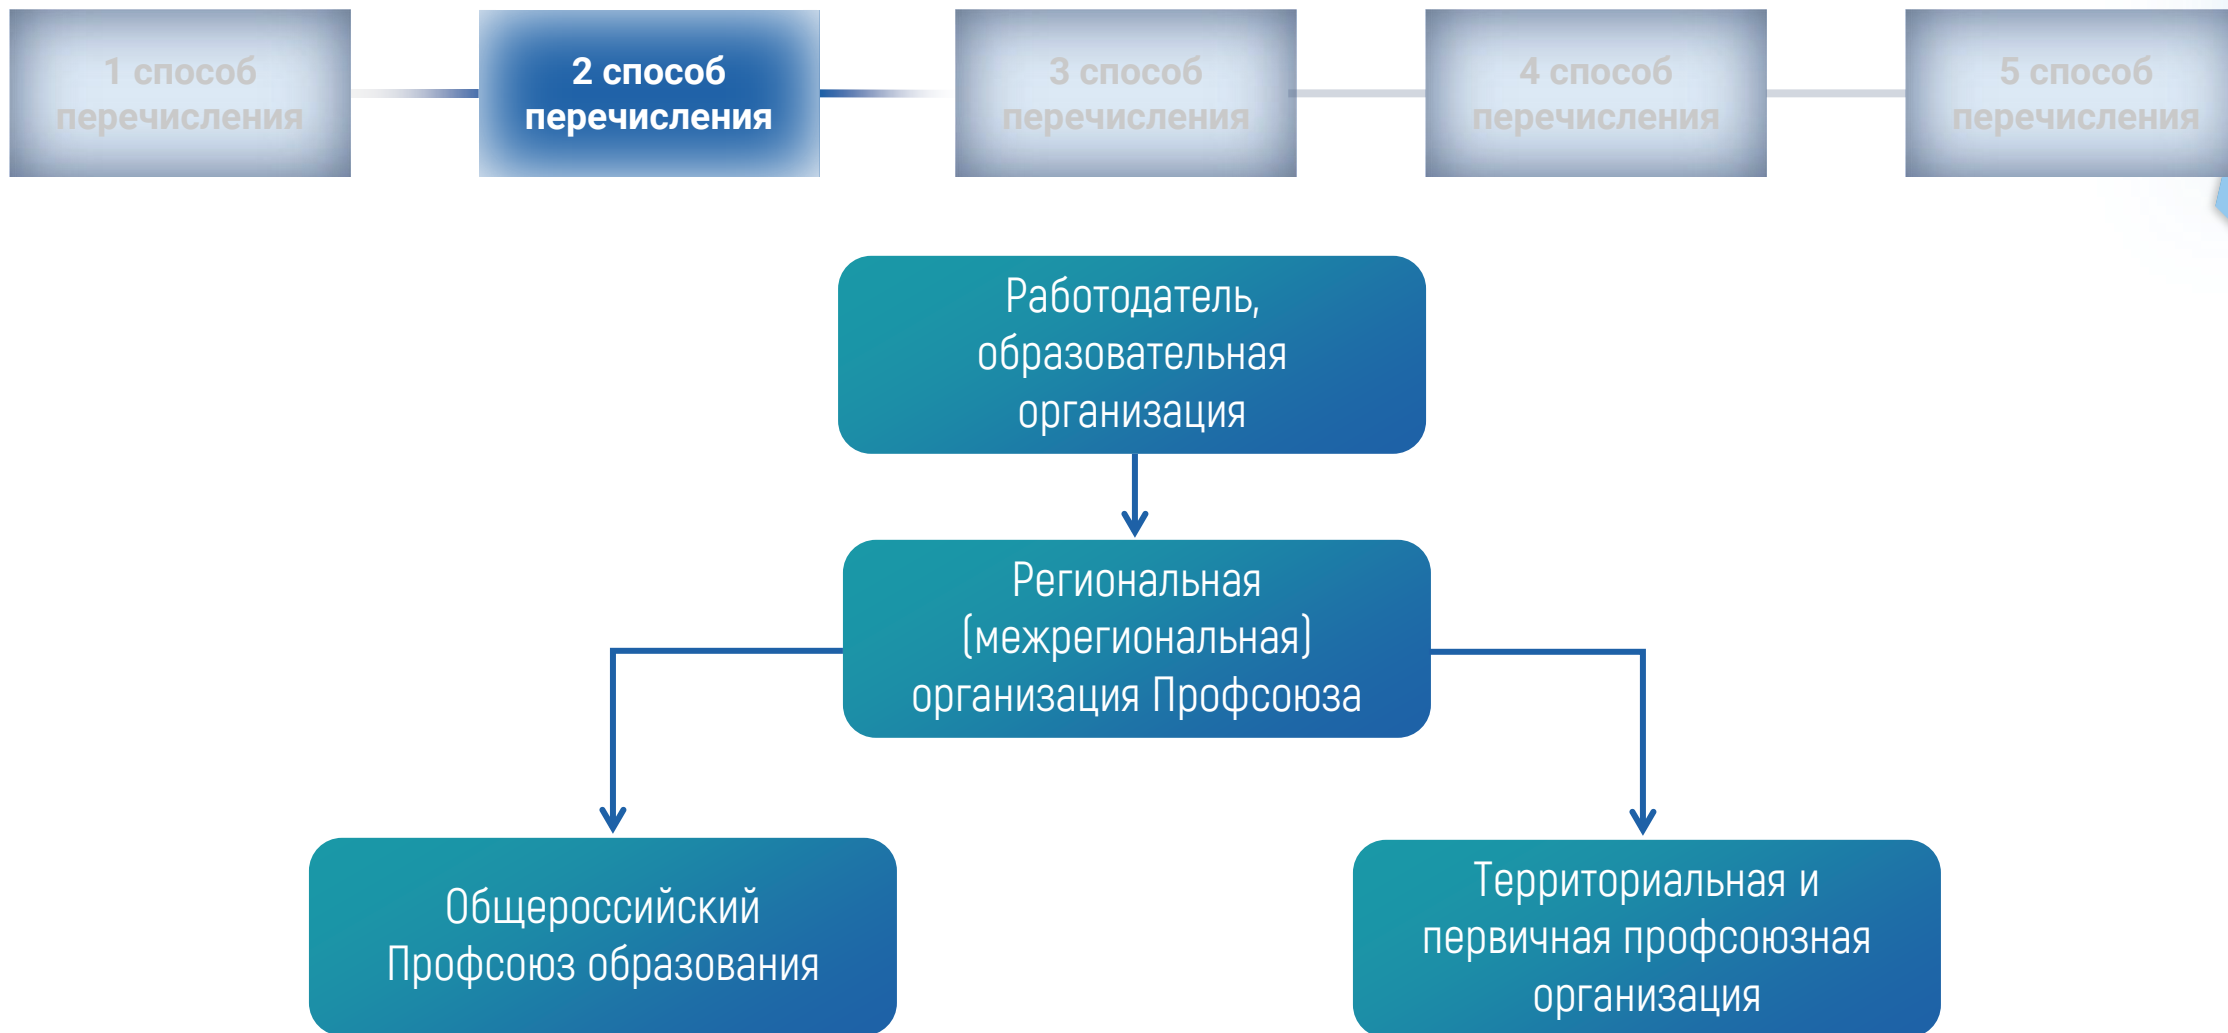 1 способ
перечисления
2 способ
перечисления
3 способ
перечисления
4 способ
перечисления
5 способ
перечисления
Работодатель,
образовательная
организация
Региональная
(межрегиональная)
организация Профсоюза
Общероссийский
Профсоюз образования
Территориальная и
первичная профсоюзная
организация